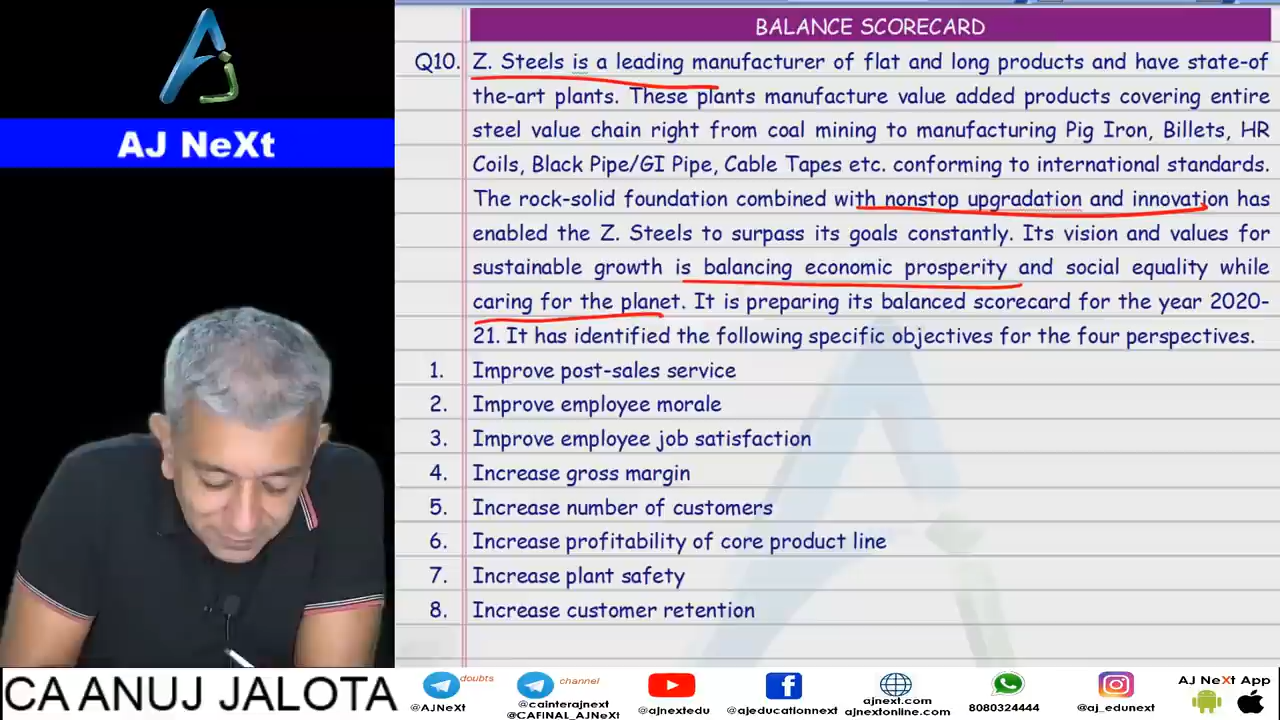 BALANCE SCORECARD
Q10. Z. Steels is a leading manufacturer of flat and long products and have state-of
the-art plants. These plants manufacture value added products covering entire
steel value chain right from coal mining to manufacturing Pig Iron, Billets, HR
Coils, Black Pipe/GI Pipe, Cable Tapes etc. conforming to international standards.
The rock-solid foundation combined with nonstop upgradation and innovation has
enabled the Z. Steels to surpass its goals constantly. Its vision and values for
sustainable growth is balancing economic prosperity and social equality while
caring for the planet. It is preparing its balanced scorecard for the year 2020-
21. It has identified the following specific objectives for the four perspectives.
1. Improve post-sales service
2. Improve employee morale
3. Improve employee job satisfaction
4. Increase gross margin
5. Increase number of customers
6. Increase profitability of core product line
7. Increase plant safety
8. Increase customer retention
AJ NeXt
CA ANUJ JALOTA
doubts
@AJNeXt
channel
@cainterajnext
@CAFINAL_AJNeXt
@ajnextedu
@ajeducationnext
ajnext.com
ajnextonline.com
8080324444
@aj_edunext
AJ NeXt App